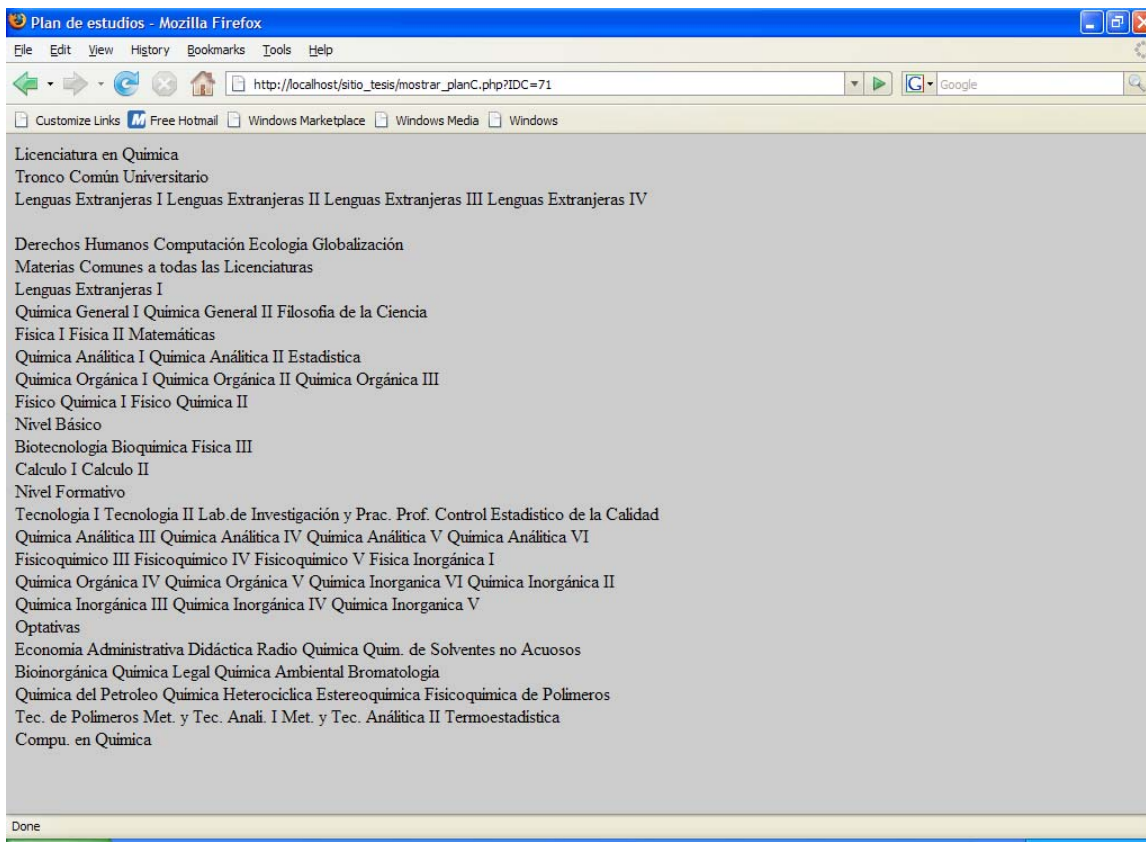 Plan de estudios - Mozilla Firefox
File Edit View History Bookmarks Tools Help
http://localhost/sitio_tesis/mostrar_planC.php?IDC=71 G Google
Customize Links Free Hotmail Windows Marketplace Windows Media Windows
Licenciatura en Quimica
Tronco Común Universitario
Lenguas Extranjeras I Lenguas Extranjeras II Lenguas Extranjeras III Lenguas Extranjeras IV
Derechos Humanos Computación Ecologia Globalización
Materias Comunes a todas las Licenciaturas
Lenguas Extranjeras I
Quimica General I Quimica General II Filosofia de la Ciencia
Fisica I Fisica II Matemáticas
Quimica Análitica I Quimica Análitica II Estadistica
Quimica Orgánica I Quimica Orgánica II Quimica Orgánica III
Fisico Quimica I Fisico Quimica II
Nivel Básico
Biotecnologia Bioquimica Fisica III
Calculo I Calculo II
Nivel Formativo
Tecnologia I Tecnologia II Lab.de Investigación y Prac. Prof. Control Estadistico de la Calidad
Quimica Análitica III Quimica Análitica IV Quimica Análitica V Quimica Análitica VI
Fisicoquimico III Fisicoquimico IV Fisicoquimico V Fisica Inorgánica I
Quimica Orgánica IV Quimica Orgánica V Quimica Inorganica VI Quimica Inorgánica II
Quimica Inorgánica III Quimica Inorgánica IV Quimica Inorganica V
Optativas
Economia Administrativa Didáctica Radio Quimica Quim. de Solventes no Acuosos
Bioinorgánica Quimica Legal Quimica Ambiental Bromatologia
Quimica del Petroleo Quimica Heterociclica Estereoquimica Fisicoquimica de Polimeros
Tec. de Polimeros Met. y Tec. Anali. I Met. y Tec. Análitica II Termoestadistica
Compu. en Quimica
Done